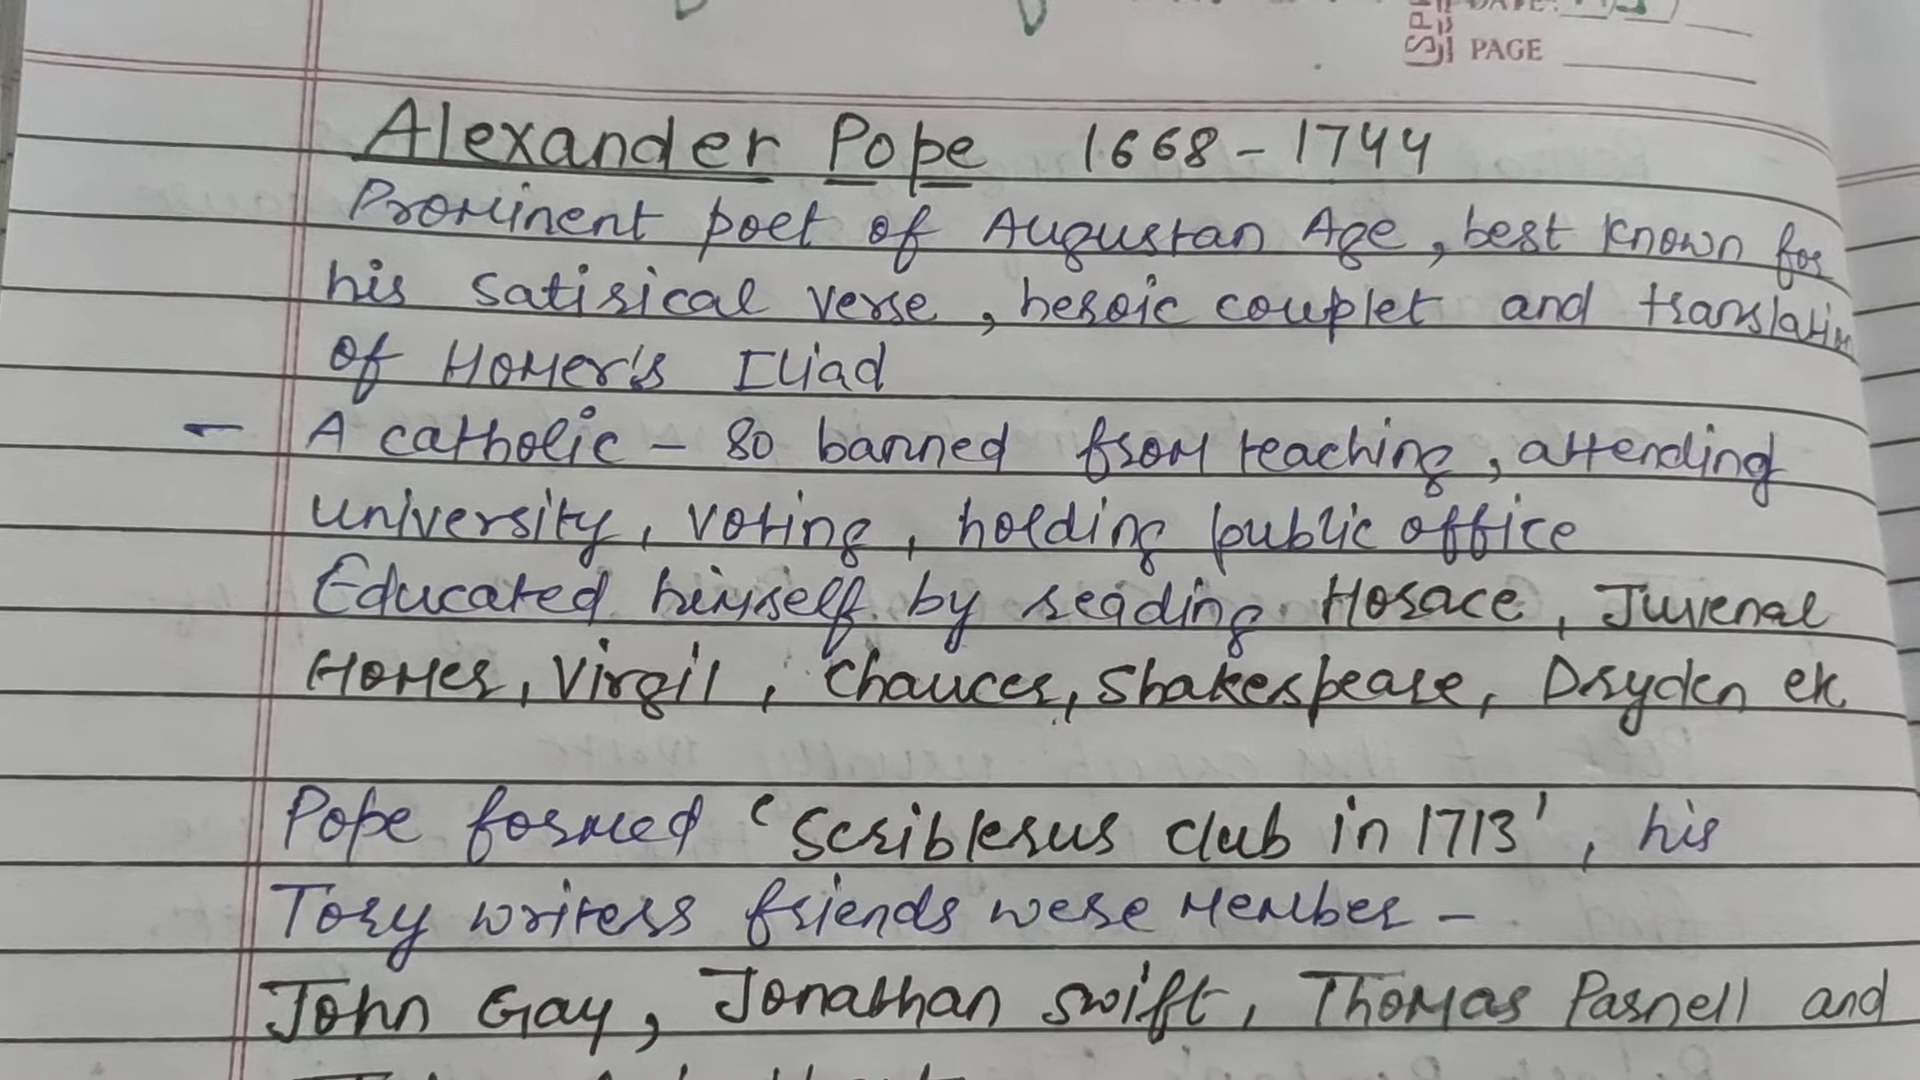 PAGE
Alexander Pope 1668-1744
Prominent poet of Augustan Age, best known for
his satirical verse, heroic couplet and translation
of Homer's Iliad
- A catholic - so banned from teaching, attending
university, voting, holding public office
Educated himself by reading Horace, Juvenal
Homer, Virgil, Chaucer, Shakespeare, Dryden etc
Pope formed 'Scriblerus club in 1713', his
Tory writers friends were member -
John Gay, Jonathan Swift, Thomas Parnell and